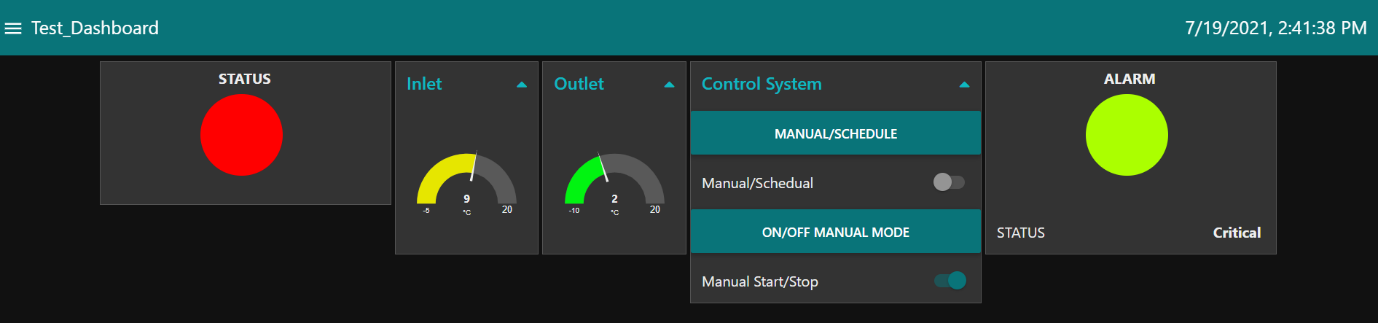 Test_Dashboard
7/19/2021, 2:41:38 PM
STATUS
Inlet
9
-5
°C
20
Outlet
2
-10
°C
20
Control System
MANUAL/SCHEDULE
Manual/Schedual
ON/OFF MANUAL MODE
Manual Start/Stop
ALARM
STATUS
Critical